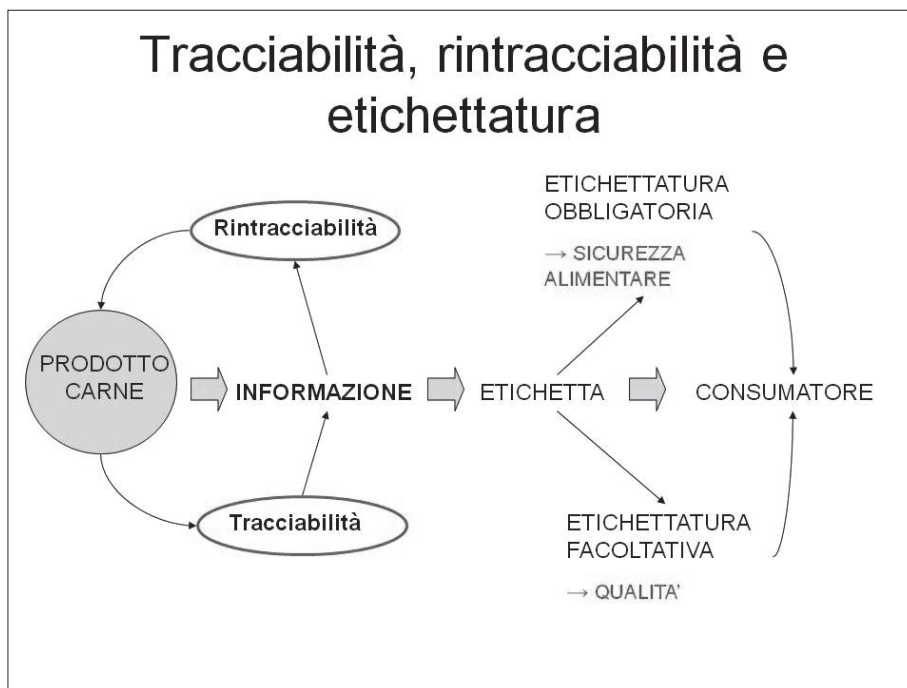 Tracciabilità, rintracciabilità e
etichettatura
ETICHETTATURA
OBBLIGATORIA
→ SICUREZZA
ALIMENTARE
Rintracciabilità
PRODOTTO
CARNE
INFORMAZIONE
ETICHETTA
CONSUMATORE
Tracciabilità
ETICHETTATURA
FACOLTATIVA
→ QUALITA'